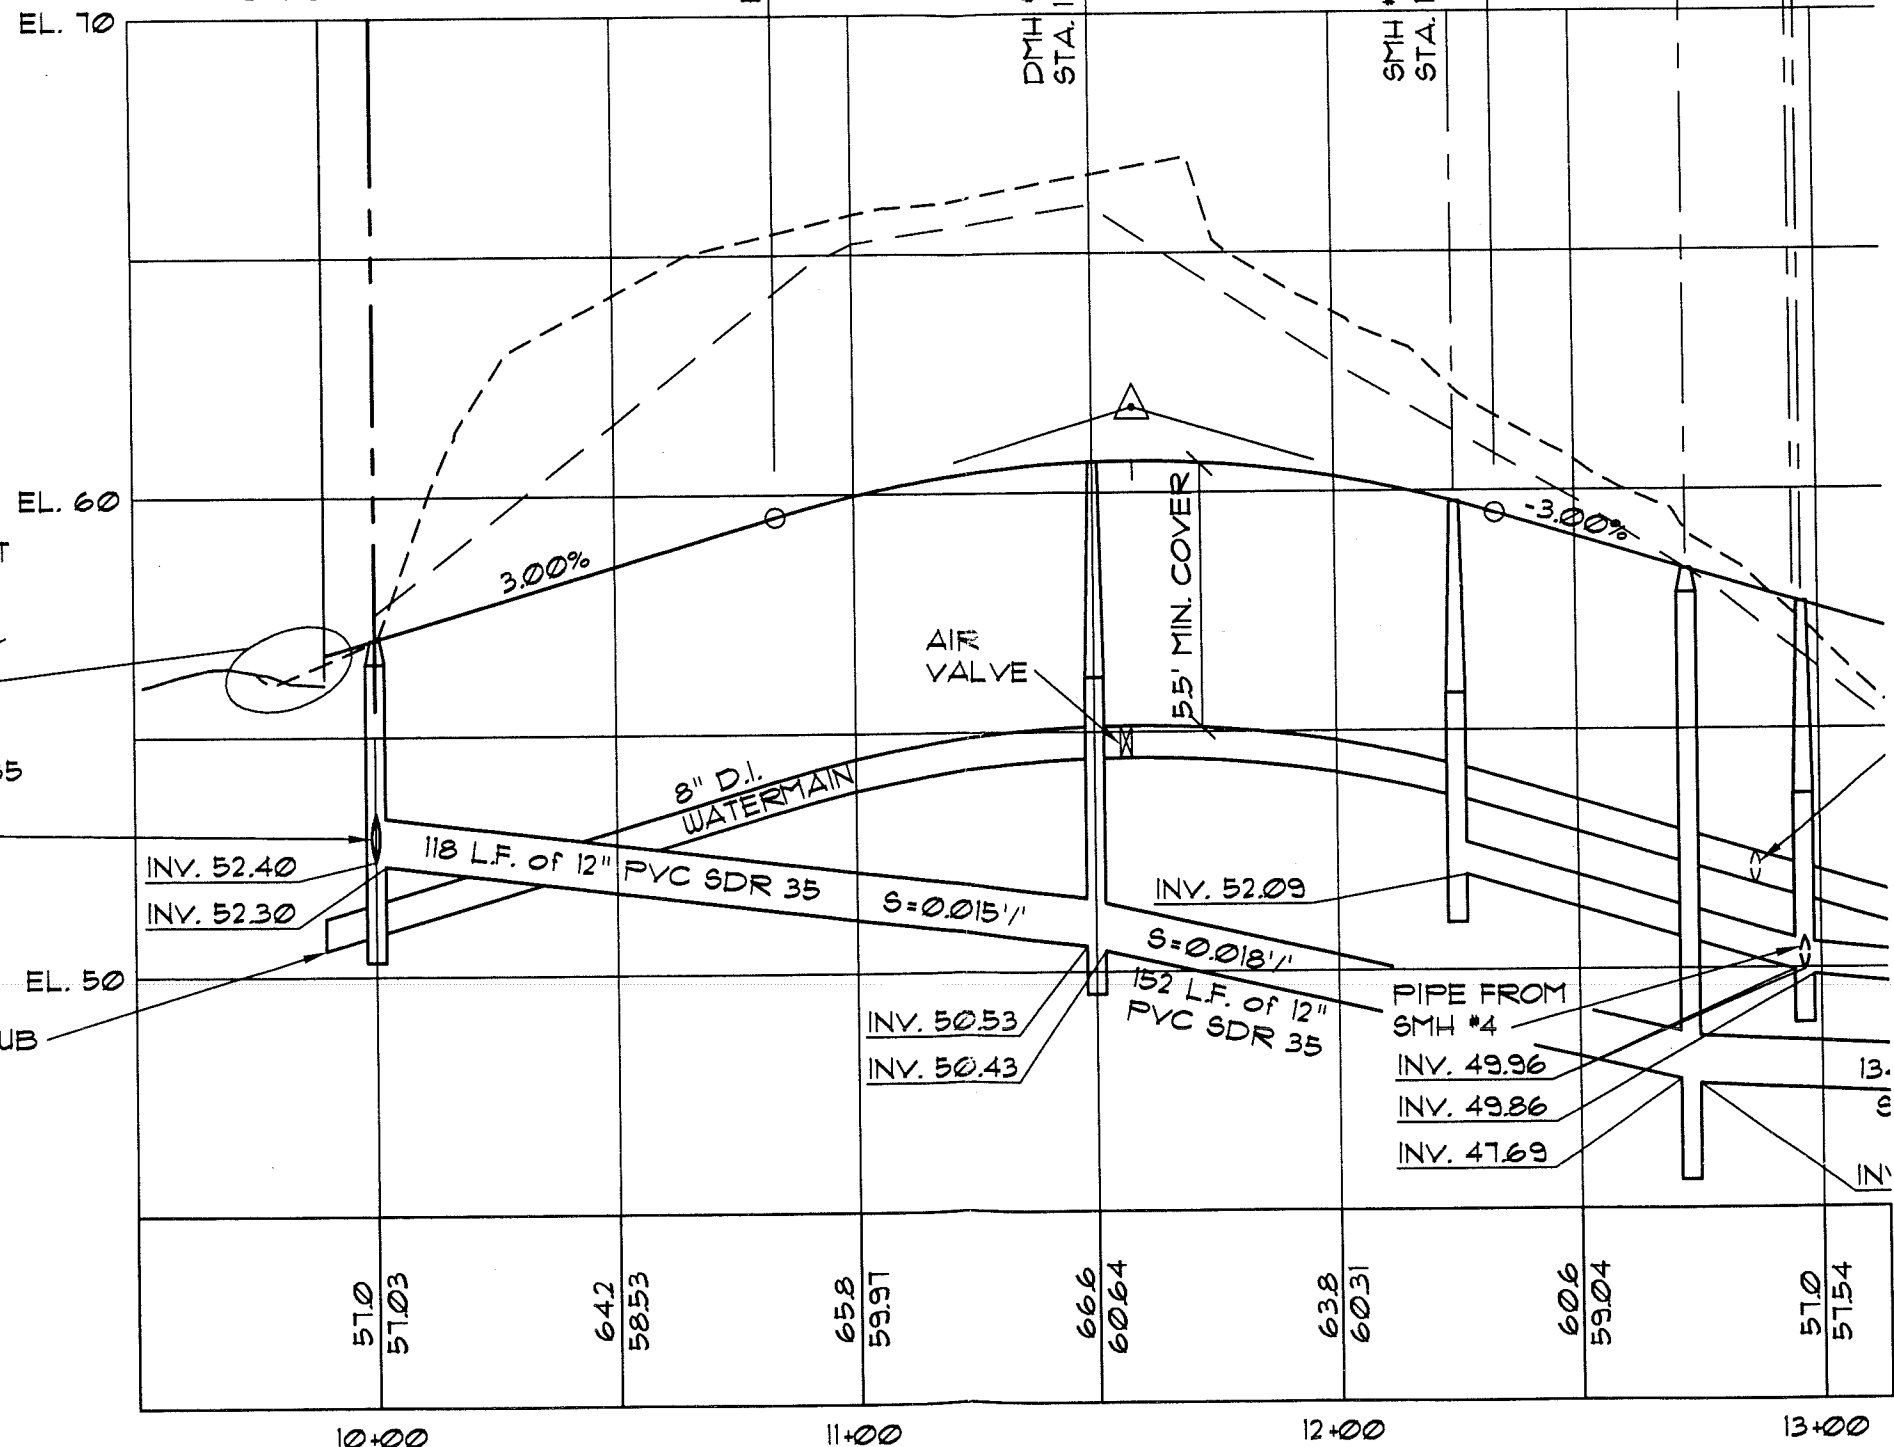 EL. 70
DMH
STA. 1
SMH
STA. 1
EL. 60
3.00%
-3.00%
5.5' MIN. COVER
AIR
VALVE
8" D.I.
WATERMAIN
118 L.F. of 12" PVC SDR 35
S=0.015'/'
INV. 52.40
INV. 52.30
INV. 52.09
EL. 50
UB
S=0.018'/'
152 L.F. of 12"
PVC SDR 35
INV. 50.53
INV. 50.43
PIPE FROM
SMH #4
INV. 49.96
INV. 49.86
INV. 47.69
INV
13.
57.0
57.03
64.2
58.53
65.8
59.97
66.6
60.64
63.8
60.31
60.6
59.04
57.0
57.54
10+00
11+00
12+00
13+00